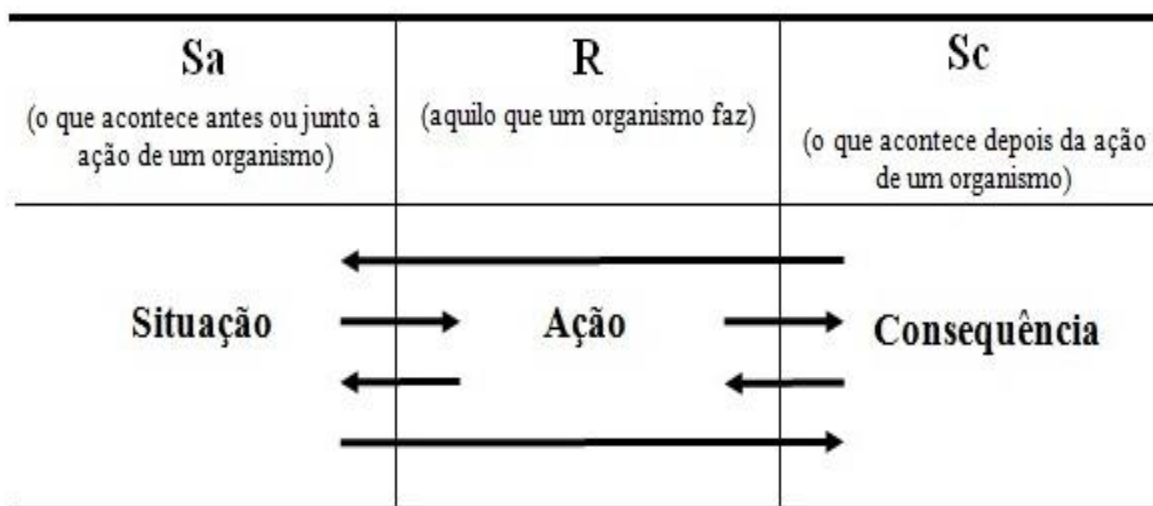 Sa
(o que acontece antes ou junto à
ação de um organismo)
R
(aquilo que um organismo faz)
Sc
(o que acontece depois da ação
de um organismo)
Situação
Ação
Consequência